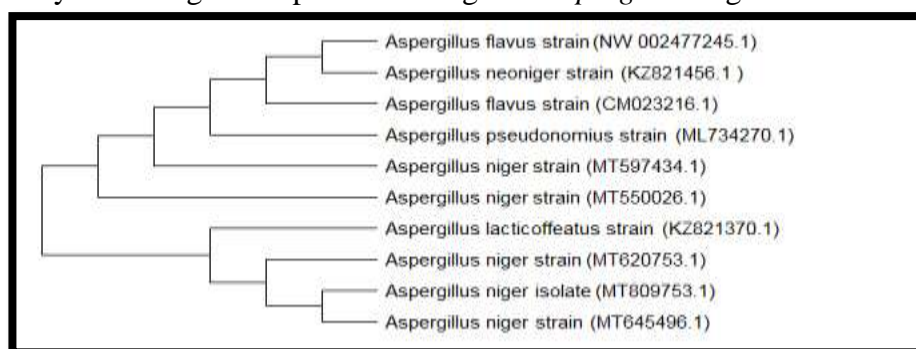 Aspergillus flavus strain (NW 002477245.1)
Aspergillus neoniger strain (KZ821456.1 )
Aspergillus flavus strain (CM023216.1)
Aspergillus pseudonomius strain (ML734270.1)
Aspergillus niger strain (MT597434.1)
Aspergillus niger strain (MT550026.1)
Aspergillus lacticoffeatus strain (KZ821370.1)
Aspergillus niger strain (MT620753.1)
Aspergillus niger isolate (MT809753.1)
Aspergillus niger strain (MT645496.1)